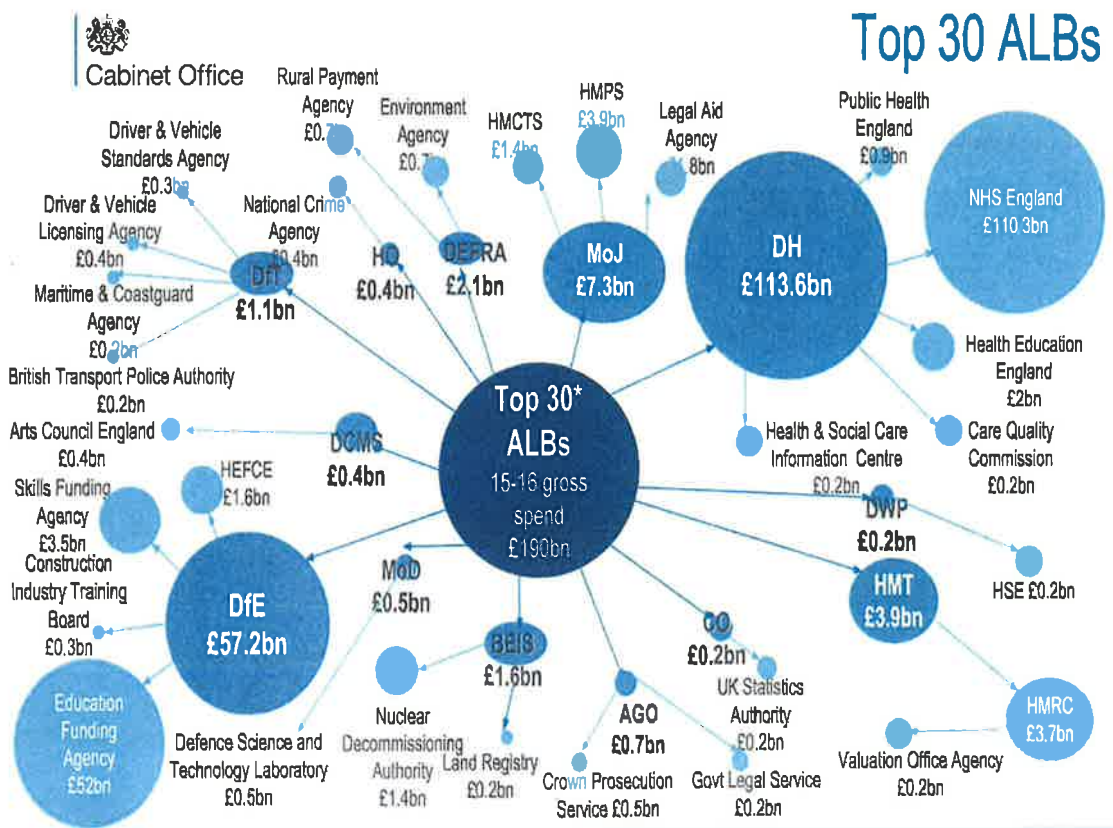 Top 30 ALBs
Cabinet Office
Rural Payment
Agency
Environment
Agency
HMCTS
£1.4bn
HMPS
£3.9bn
Legal Aid
Agency
Public Health
England
£0.9bn
NHS England
£110.3bn
Driver & Vehicle
Standards Agency
£0.3bn
Driver & Vehicle
Licensing Agency
£0.4bn
National Crime
Agency
£0.4bn
Maritime & Coastguard
Agency
£0.2bn
British Transport Police Authority
£0.2bn
DfT
£1.1bn
HO
£0.4bn
DEFRA
£2.1bn
MoJ
£7.3bn
DH
£113.6bn
Health Education
England
£2bn
Care Quality
Commission
£0.2bn
Health & Social Care
Information Centre
£0.2bn
Top 30*
ALBs
15-16 gross
spend
£190bn
Arts Council England
£0.4bn
DCMS
£0.4bn
HEFCE
£1.6bn
Skills Funding
Agency
£3.5bn
Construction
Industry Training
Board
£0.3bn
DfE
£57.2bn
Education
Funding
Agency
£52bn
MoD
£0.5bn
Defence Science and
Technology Laboratory
£0.5bn
BEIS
£1.6bn
Nuclear
Decommissioning
Authority
£1.4bn
Land Registry
£0.2bn
AGO
£0.7bn
Crown Prosecution
Service £0.5bn
Govt Legal Service
£0.2bn
CO
£0.2bn
UK Statistics
Authority
£0.2bn
DWP
£0.2bn
HSE £0.2bn
HMT
£3.9bn
HMRC
£3.7bn
Valuation Office Agency
£0.2bn